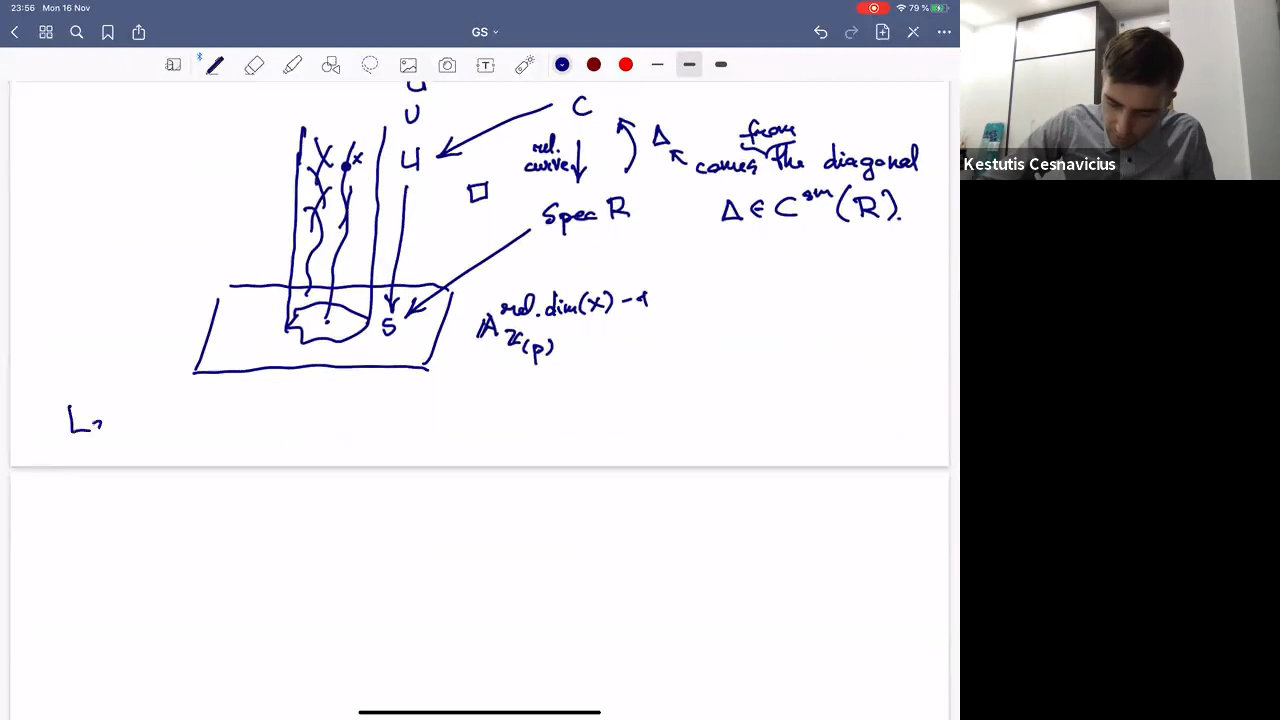 23:56 Mon 16 Nov
79 %
GS
T
U
U
C
x
rel.
curve
Δ
from
comes the diagonal
Spec R
Δ ∈ C^{sm}(R).
S
𝔸^{rel.dim(x) - 1}_{ℤ_{(p)}}
L
Kestutis Cesnavicius